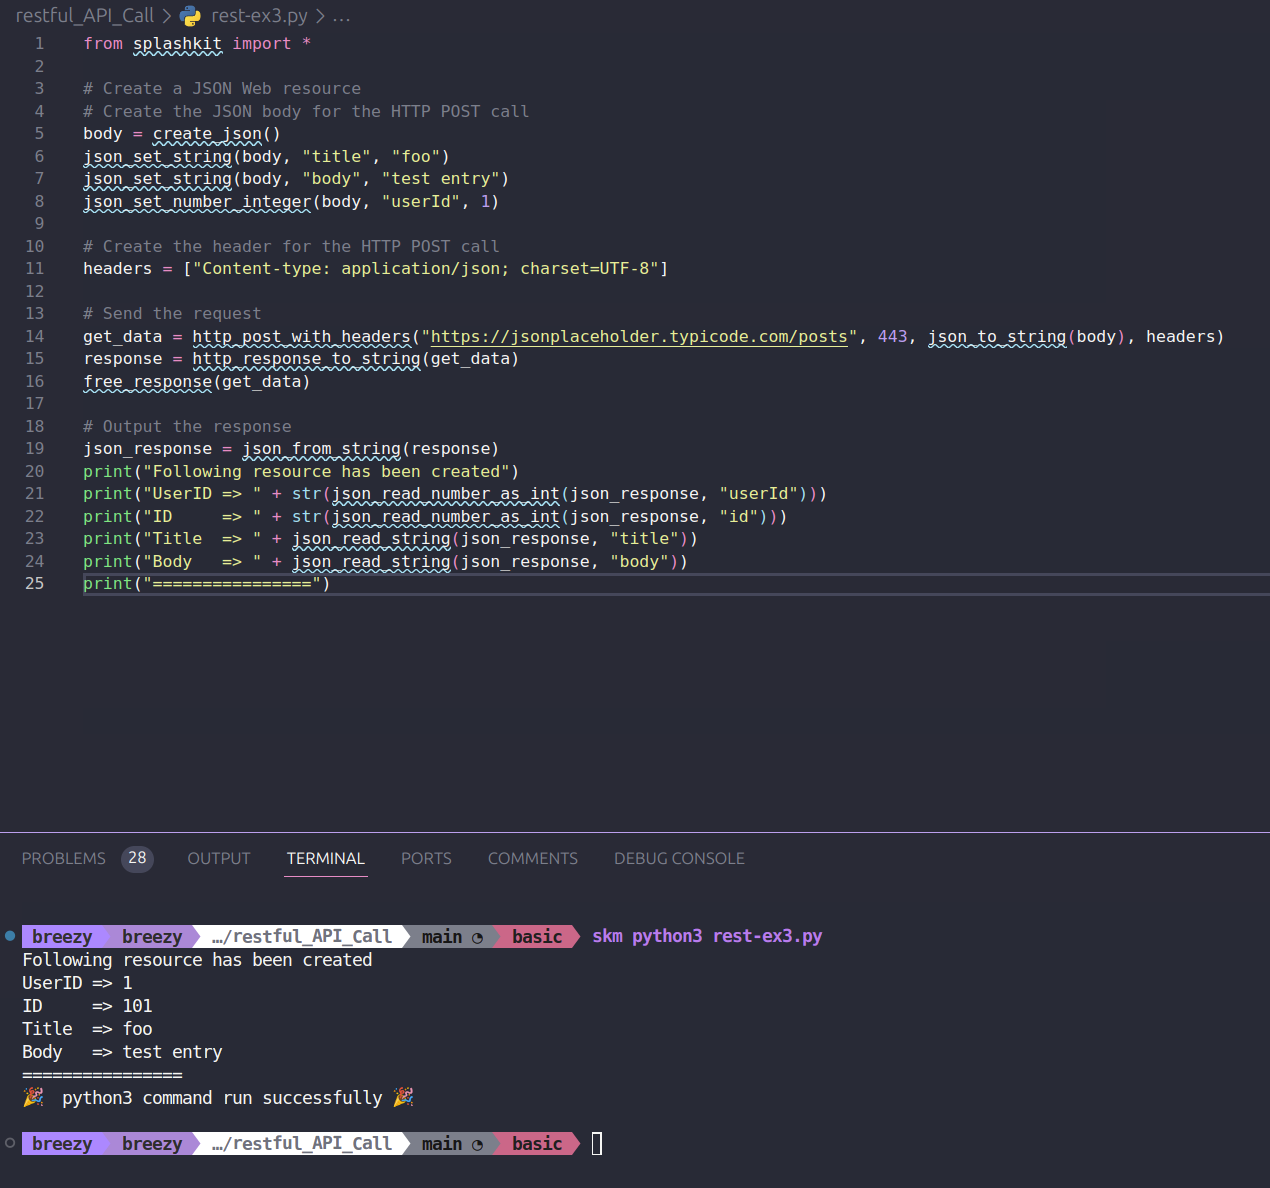 restful_API_Call > rest-ex3.py > ...
1 from splashkit import *
2
3 # Create a JSON Web resource
4 # Create the JSON body for the HTTP POST call
5 body = create_json()
6 json_set_string(body, "title", "foo")
7 json_set_string(body, "body", "test entry")
8 json_set_number_integer(body, "userId", 1)
9
10 # Create the header for the HTTP POST call
11 headers = ["Content-type: application/json; charset=UTF-8"]
12
13 # Send the request
14 get_data = http_post_with_headers("https://jsonplaceholder.typicode.com/posts", 443, json_to_string(body), headers)
15 response = http_response_to_string(get_data)
16 free_response(get_data)
17
18 # Output the response
19 json_response = json_from_string(response)
20 print("Following resource has been created")
21 print("UserID => " + str(json_read_number_as_int(json_response, "userId")))
22 print("ID     => " + str(json_read_number_as_int(json_response, "id")))
23 print("Title  => " + json_read_string(json_response, "title"))
24 print("Body   => " + json_read_string(json_response, "body"))
25 print("================")
PROBLEMS 28 OUTPUT TERMINAL PORTS COMMENTS DEBUG CONSOLE
breezy breezy …/restful_API_Call main ◔ basic skm python3 rest-ex3.py
Following resource has been created
UserID => 1
ID     => 101
Title  => foo
Body   => test entry
================
🎉 python3 command run successfully 🎉
breezy breezy …/restful_API_Call main ◔ basic